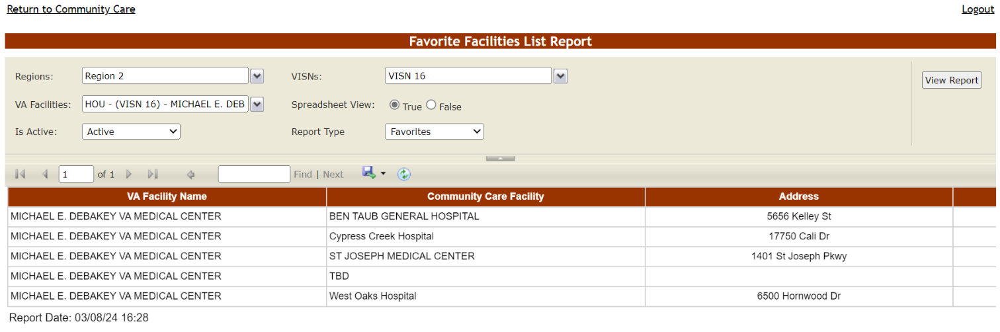 Return to Community Care Logout
Favorite Facilities List Report
Regions: Region 2 VISNs: VISN 16 View Report
VA Facilities: HOU - (VISN 16) - MICHAEL E. DEB Spreadsheet View: True False
Is Active: Active Report Type Favorites
1 of 1 Find | Next
VA Facility Name Community Care Facility Address
MICHAEL E. DEBAKEY VA MEDICAL CENTER BEN TAUB GENERAL HOSPITAL 5656 Kelley St
MICHAEL E. DEBAKEY VA MEDICAL CENTER Cypress Creek Hospital 17750 Cali Dr
MICHAEL E. DEBAKEY VA MEDICAL CENTER ST JOSEPH MEDICAL CENTER 1401 St Joseph Pkwy
MICHAEL E. DEBAKEY VA MEDICAL CENTER TBD
MICHAEL E. DEBAKEY VA MEDICAL CENTER West Oaks Hospital 6500 Hornwood Dr
Report Date: 03/08/24 16:28